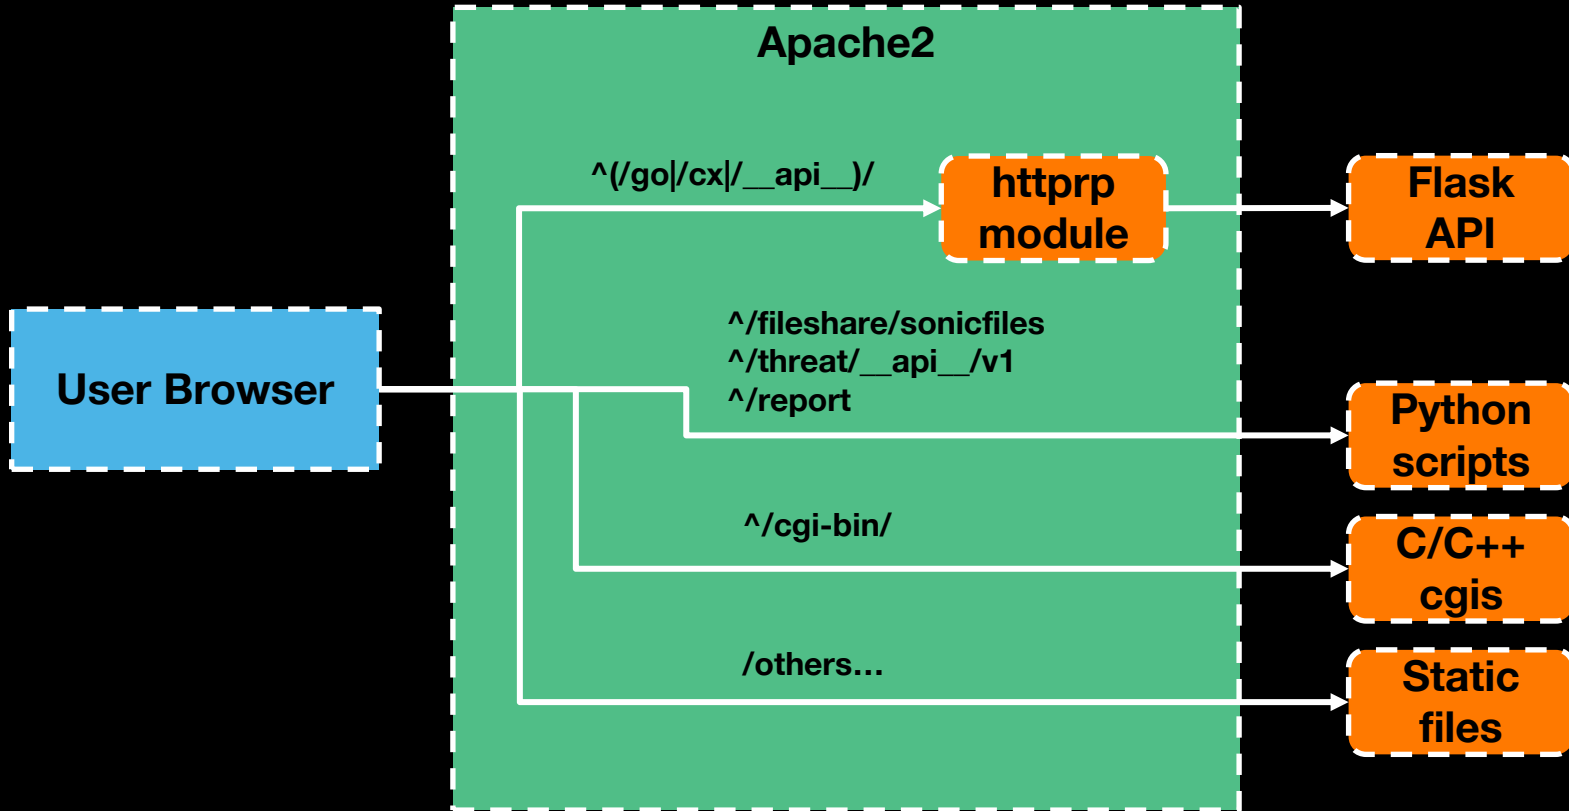 Apache2
^(/go|/cx|/__api__)/
httprp
module
Flask
API
User Browser
^/fileshare/sonicfiles
^/threat/__api__/v1
^/report
Python
scripts
^/cgi-bin/
C/C++
cgis
/others...
Static
files